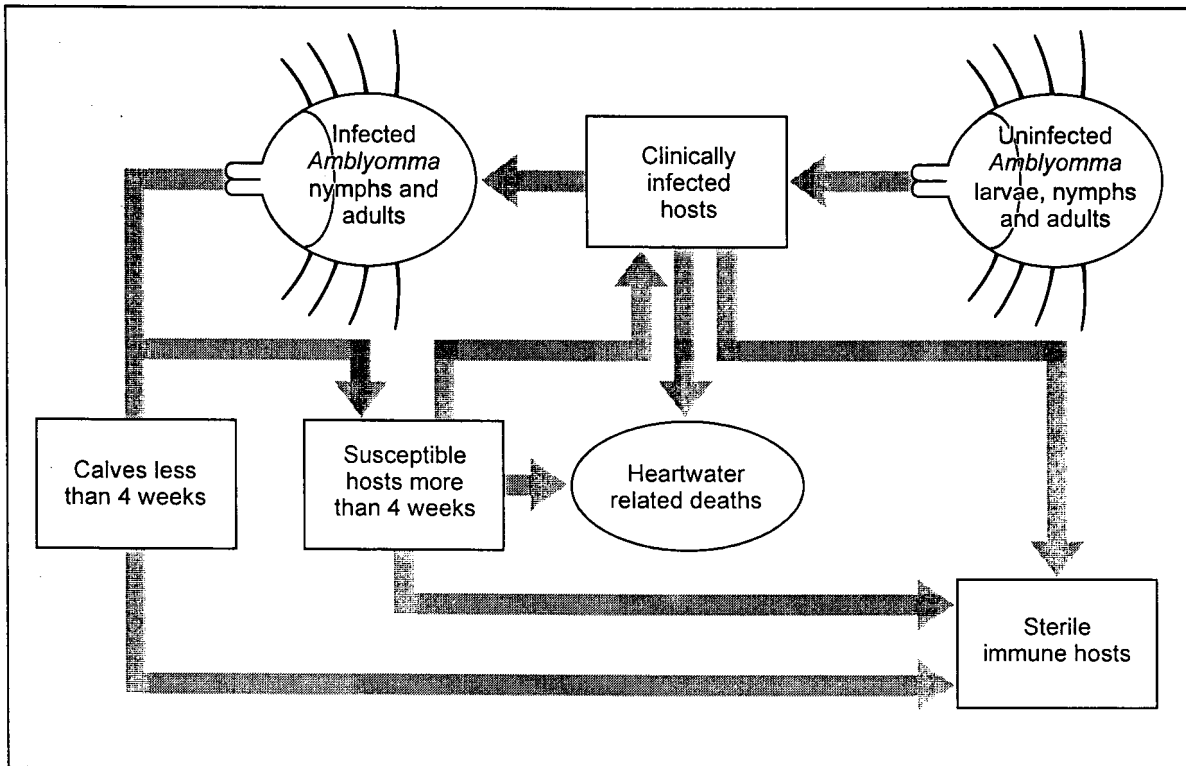 Infected
Amblyomma
nymphs and
adults
Clinically
infected
hosts
Uninfected
Amblyomma
larvae, nymphs
and adults
Calves less
than 4 weeks
Susceptible
hosts more
than 4 weeks
Heartwater
related deaths
Sterile
immune hosts